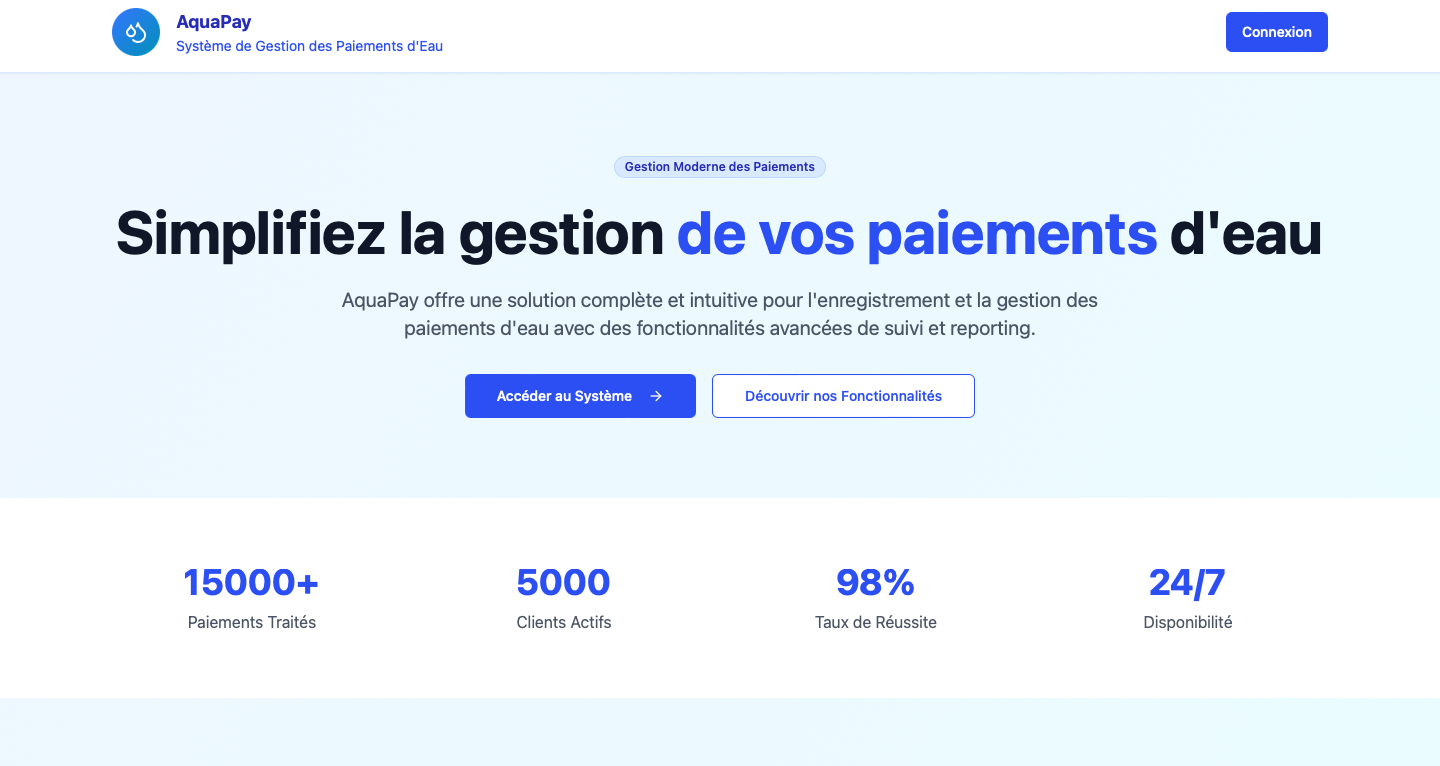 AquaPay
Système de Gestion des Paiements d'Eau
Connexion
Gestion Moderne des Paiements
Simplifiez la gestion de vos paiements d'eau
AquaPay offre une solution complète et intuitive pour l'enregistrement et la gestion des
paiements d'eau avec des fonctionnalités avancées de suivi et reporting.
Accéder au Système
Découvrir nos Fonctionnalités
15000+
Paiements Traités
5000
Clients Actifs
98%
Taux de Réussite
24/7
Disponibilité